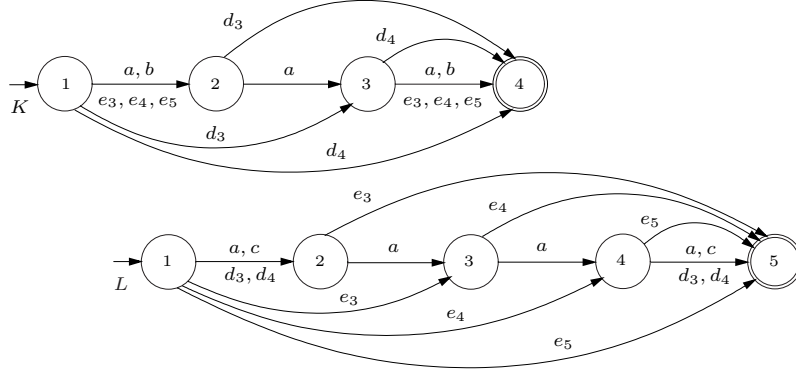 d₃
d₄
1
a, b
2
a
3
a, b
4
K
e₃, e₄, e₅
e₃, e₄, e₅
d₃
d₄
e₃
e₄
e₅
1
a, c
2
a
3
a
4
a, c
5
L
d₃, d₄
d₃, d₄
e₃
e₄
e₅